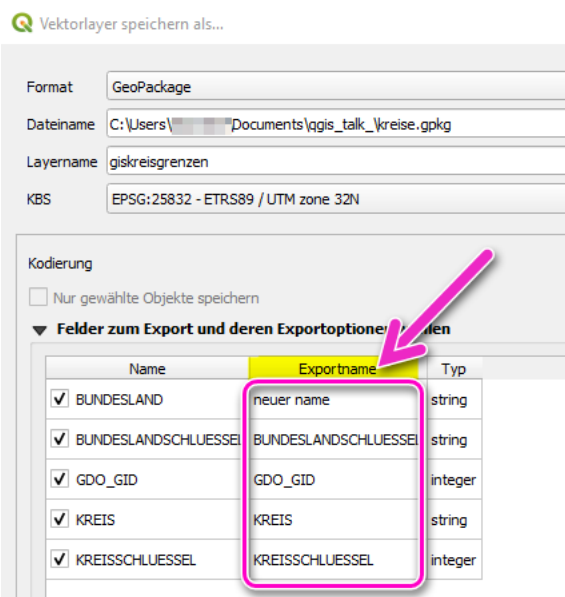 Vektorlayer speichern als...
Format GeoPackage
Dateiname C:\Users\ Documents\qgis_talk_\kreise.gpkg
Layername giskreisgrenzen
KBS EPSG:25832 - ETRS89 / UTM zone 32N
Kodierung
Nur gewählte Objekte speichern
Felder zum Export und deren
Name Exportname Typ
BUNDESLAND neuer name string
BUNDESLANDSCHLUESSEL BUNDESLANDSCHLUESSEL string
GDO_GID GDO_GID integer
KREIS KREIS string
KREISSCHLUESSEL KREISSCHLUESSEL integer